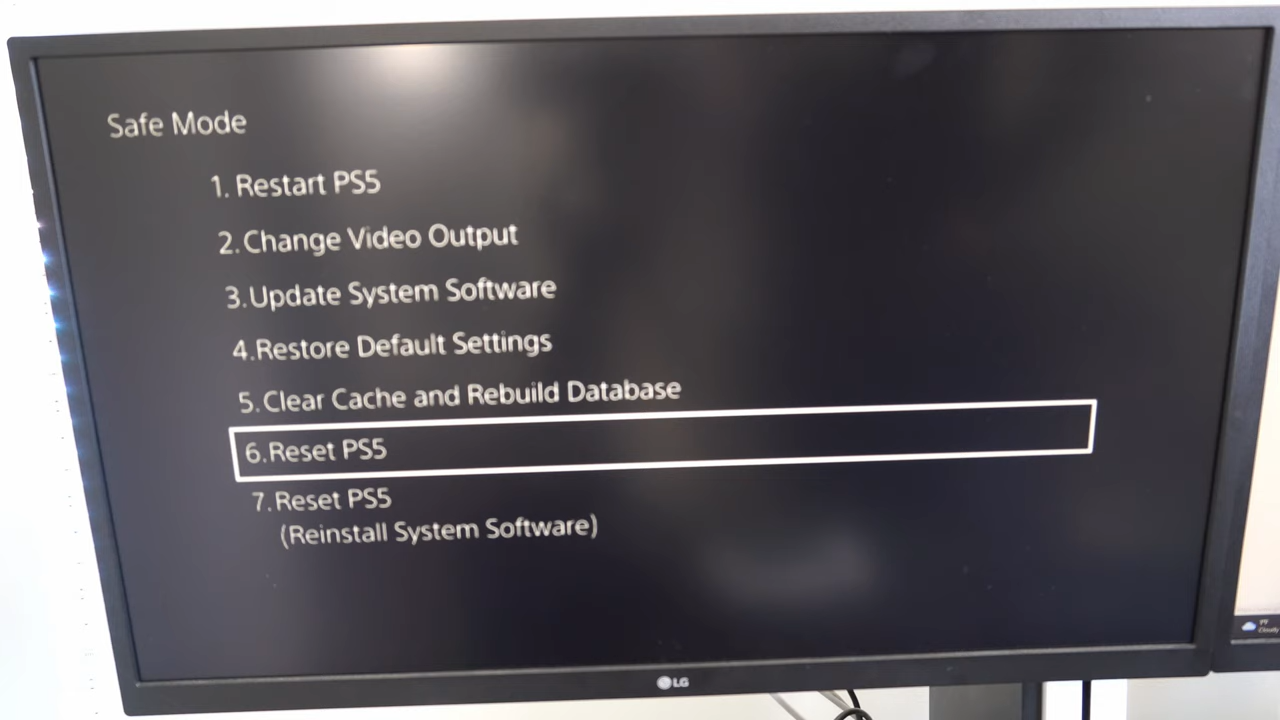 Safe Mode
1. Restart PS5
2. Change Video Output
3. Update System Software
4. Restore Default Settings
5. Clear Cache and Rebuild Database
6. Reset PS5
7. Reset PS5
(Reinstall System Software)
LG
Cloudy